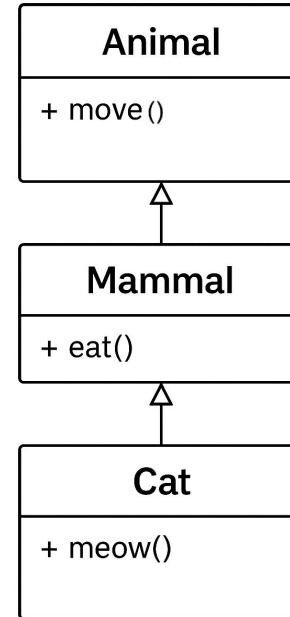 Animal
+ move()
Mammal
+ eat()
Cat
+ meow()